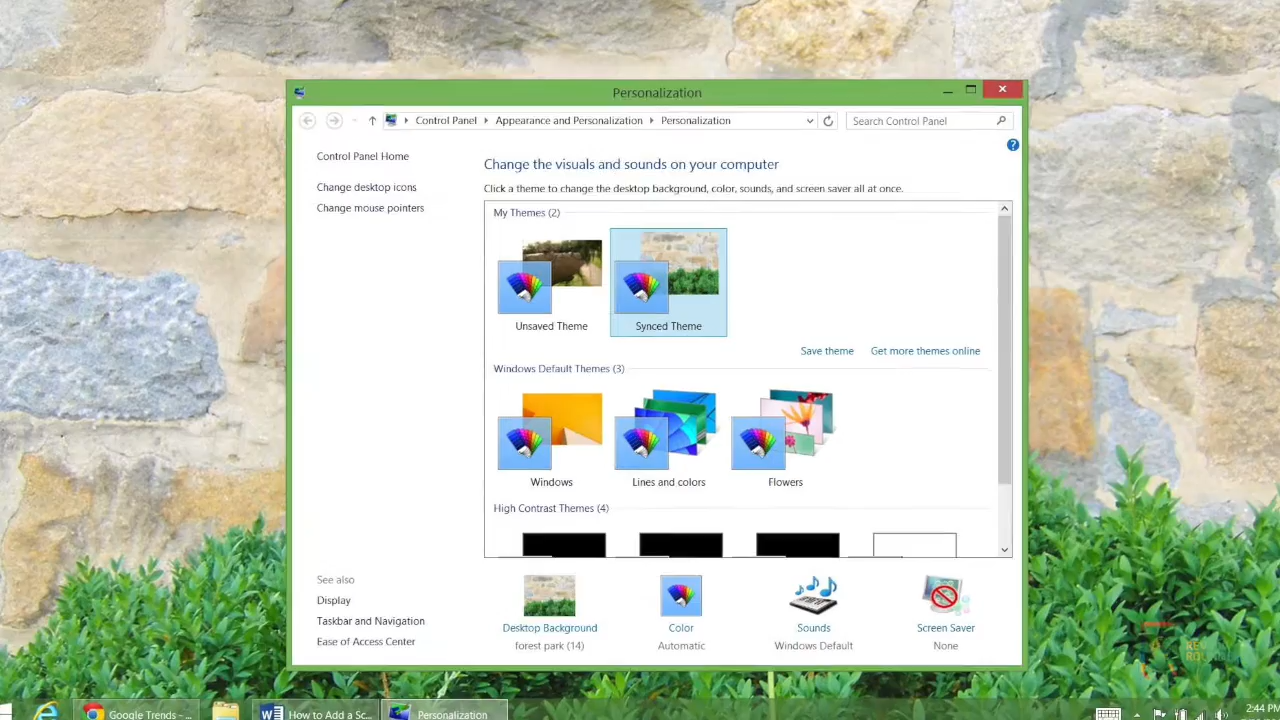 Personalization
Control Panel Appearance and Personalization Personalization
Search Control Panel
Control Panel Home
Change desktop icons
Change mouse pointers
Change the visuals and sounds on your computer
Click a theme to change the desktop background, color, sounds, and screen saver all at once.
My Themes (2)
Unsaved Theme
Synced Theme
Save theme
Get more themes online
Windows Default Themes (3)
Windows
Lines and colors
Flowers
High Contrast Themes (4)
See also
Display
Taskbar and Navigation
Ease of Access Center
Desktop Background
forest park (14)
Color
Automatic
Sounds
Windows Default
Screen Saver
None
Google Trends – ...
How to Add a Sc...
Personalization
2:44 PM